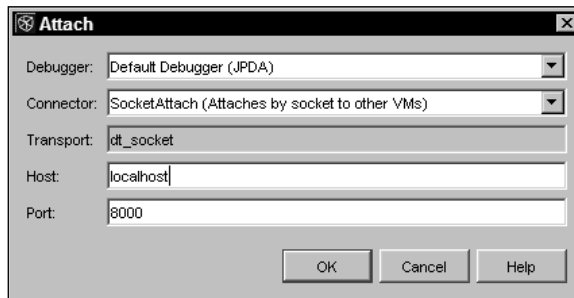 Attach
Debugger: Default Debugger (JPDA)
Connector: SocketAttach (Attaches by socket to other VMs)
Transport: dt_socket
Host: localhost
Port: 8000
OK Cancel Help